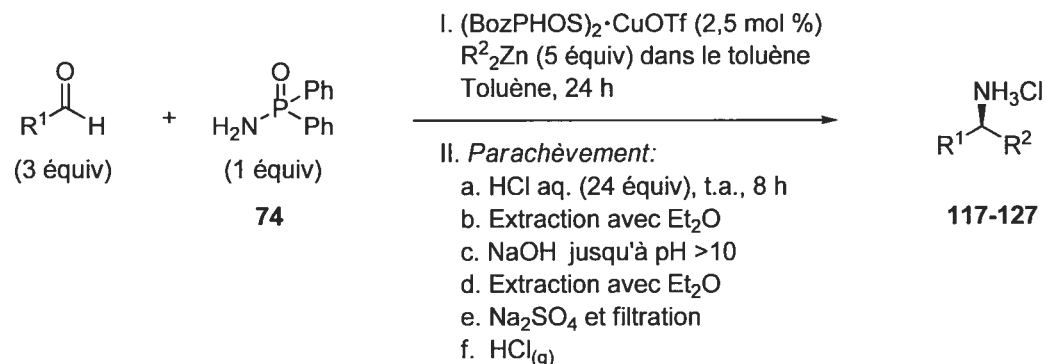 O
R¹ H
(3 équiv)
+
O
H₂N P Ph
Ph
(1 équiv)
74
I. (BozPHOS)₂·CuOTf (2,5 mol %)
R²₂Zn (5 équiv) dans le toluène
Toluène, 24 h
II. Parachèvement:
a. HCl aq. (24 équiv), t.a., 8 h
b. Extraction avec Et₂O
c. NaOH jusqu'à pH >10
d. Extraction avec Et₂O
e. Na₂SO₄ et filtration
f. HCl₍g₎
NH₃Cl
R¹ R²
117-127